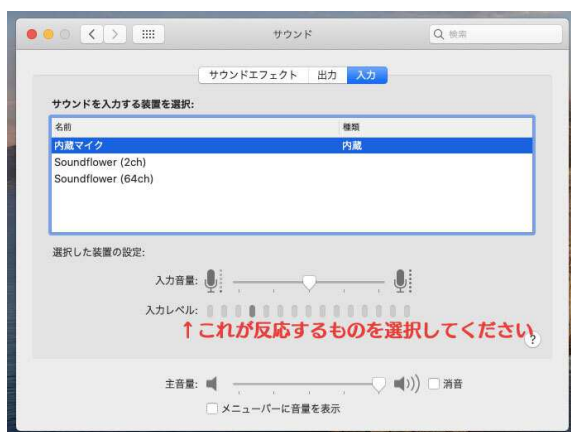 サウンド
検索
サウンドエフェクト 出力 入力
サウンドを入力する装置を選択:
名前 種類
内蔵マイク 内蔵
Soundflower (2ch)
Soundflower (64ch)
選択した装置の設定:
入力音量:
入力レベル:
↑これが反応するものを選択してください
?
主音量: 消音
メニューバーに音量を表示